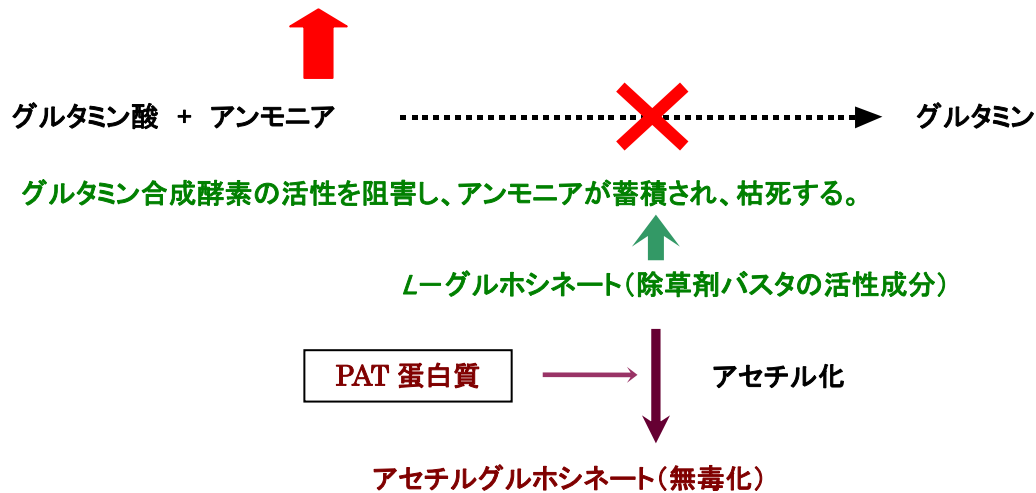 グルタミン酸 + アンモニア グルタミン
グルタミン合成酵素の活性を阻害し、アンモニアが蓄積され、枯死する。
L－グルホシネート（除草剤バスタの活性成分）
PAT 蛋白質 アセチル化
アセチルグルホシネート（無毒化）